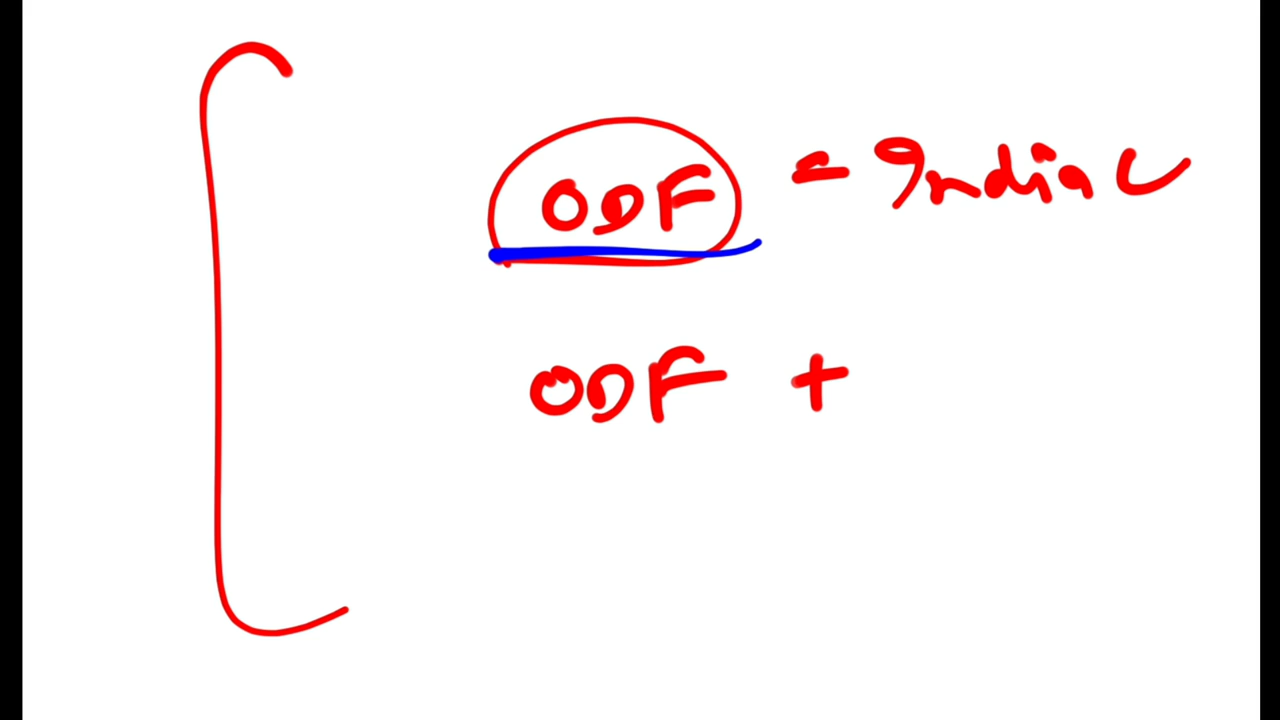 ODF = India
ODF +